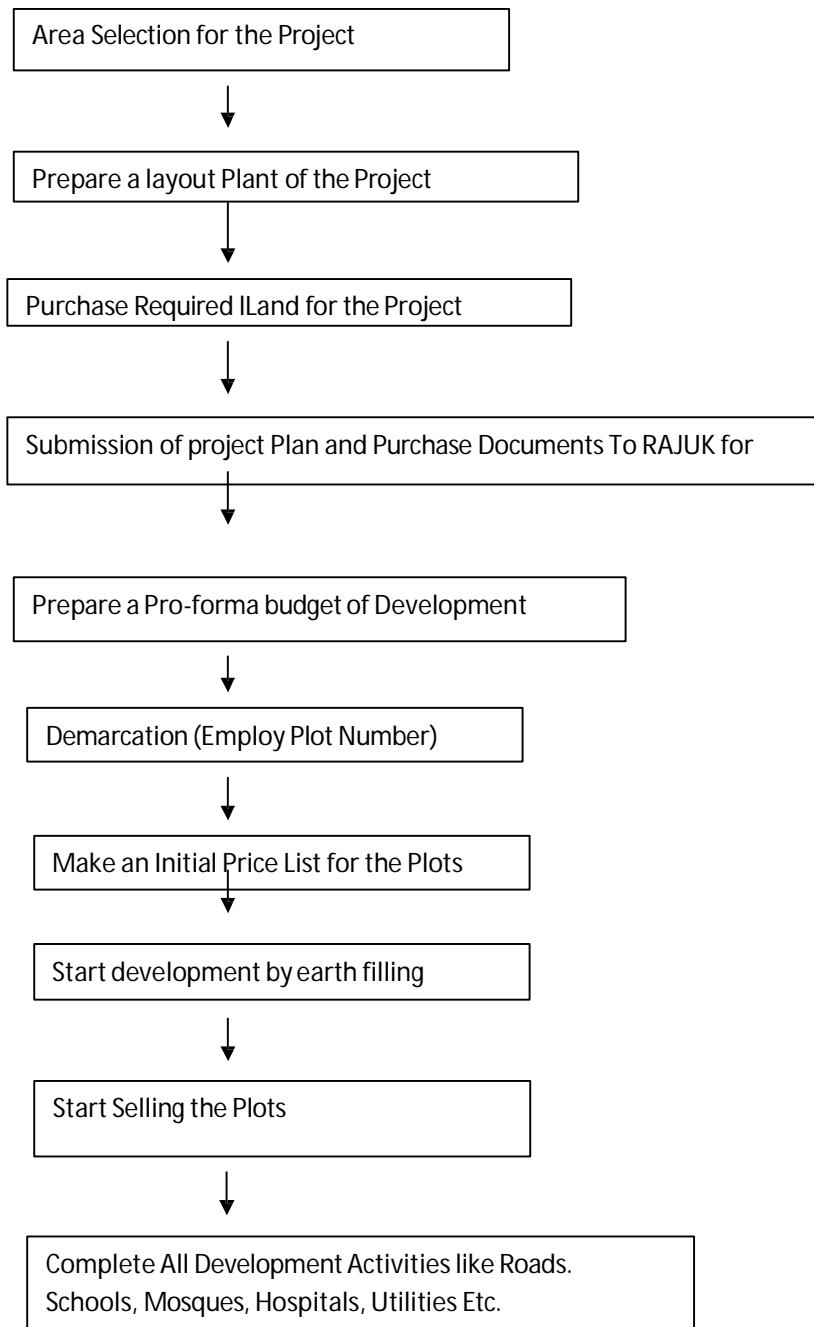 Area Selection for the Project
Prepare a layout Plant of the Project
Purchase Required lLand for the Project
Submission of project Plan and Purchase Documents To RAJUK for
Prepare a Pro-forma budget of Development
Demarcation (Employ Plot Number)
Make an Initial Price List for the Plots
Start development by earth filling
Start Selling the Plots
Complete All Development Activities like Roads.
Schools, Mosques, Hospitals, Utilities Etc.